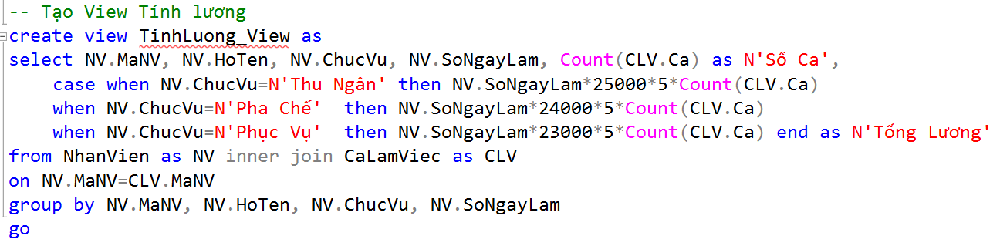 -- Tạo View Tính lương
create view TinhLuong_View as
select NV.MaNV, NV.HoTen, NV.ChucVu, NV.SoNgayLam, Count(CLV.Ca) as N'Số Ca',
    case when NV.ChucVu=N'Thu Ngân' then NV.SoNgayLam*25000*5*Count(CLV.Ca)
    when NV.ChucVu=N'Pha Chế'  then NV.SoNgayLam*24000*5*Count(CLV.Ca)
    when NV.ChucVu=N'Phục Vụ'  then NV.SoNgayLam*23000*5*Count(CLV.Ca) end as N'Tổng Lương'
from NhanVien as NV inner join CaLamViec as CLV
on NV.MaNV=CLV.MaNV
group by NV.MaNV, NV.HoTen, NV.ChucVu, NV.SoNgayLam
go